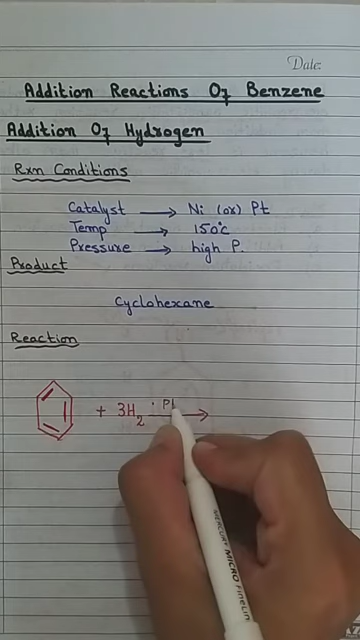 Date:
Addition Reactions Of Benzene
Addition Of Hydrogen
Rxn Conditions
Catalyst → Ni (or) Pt
Temp → 150°C
Pressure → high P.
Product
Cyclohexane
Reaction
+ 3H₂ Pt →
MERCURY MICRO FineLine